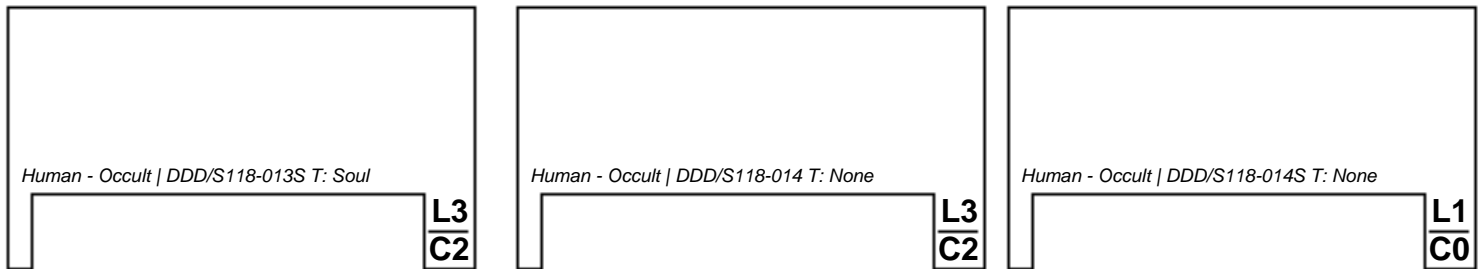 Human - Occult | DDD/S118-013S T: Soul
L3
C2
Human - Occult | DDD/S118-014 T: None
L3
C2
Human - Occult | DDD/S118-014S T: None
L1
C0